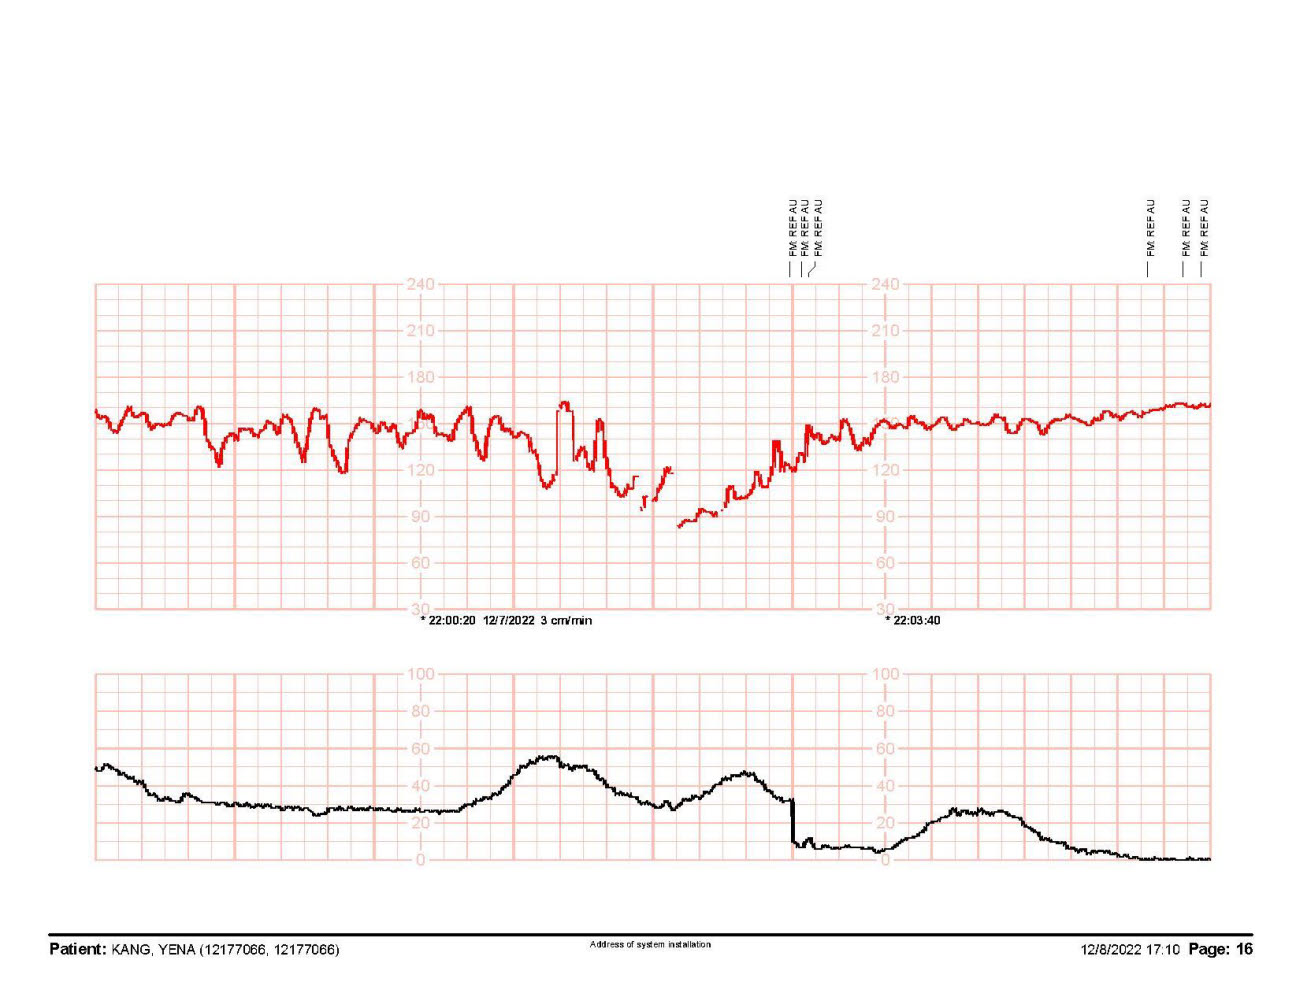 FM: REF AU
FM: REF AU
FM: REF AU
FM: REF AU
FM: REF AU
FM: REF AU
240 240
210 210
180 180
150 150
120 120
90 90
60 60
30 30
* 22:00:20 12/7/2022 3 cm/min * 22:03:40
100 100
80 80
60 60
40 40
20 20
0 0
Patient: KANG, YENA (12177066, 12177066) Address of system installation 12/8/2022 17:10 Page: 16